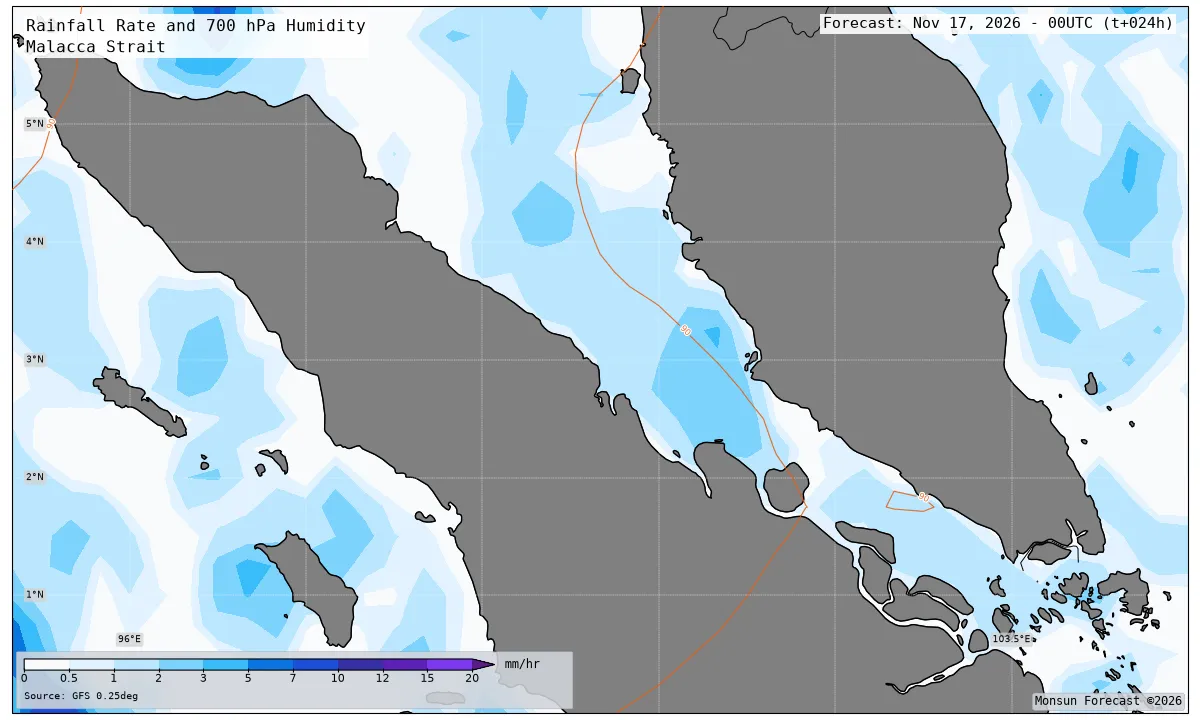 Rainfall Rate and 700 hPa Humidity
Malacca Strait
Forecast: Nov 17, 2026 - 00UTC (t+024h)
90
5°N
4°N
90
3°N
2°N
90
1°N
96°E
103.5°E
mm/hr
0 0.5 1 2 3 5 7 10 12 15 20
Source: GFS 0.25deg
Monsun Forecast ©2026